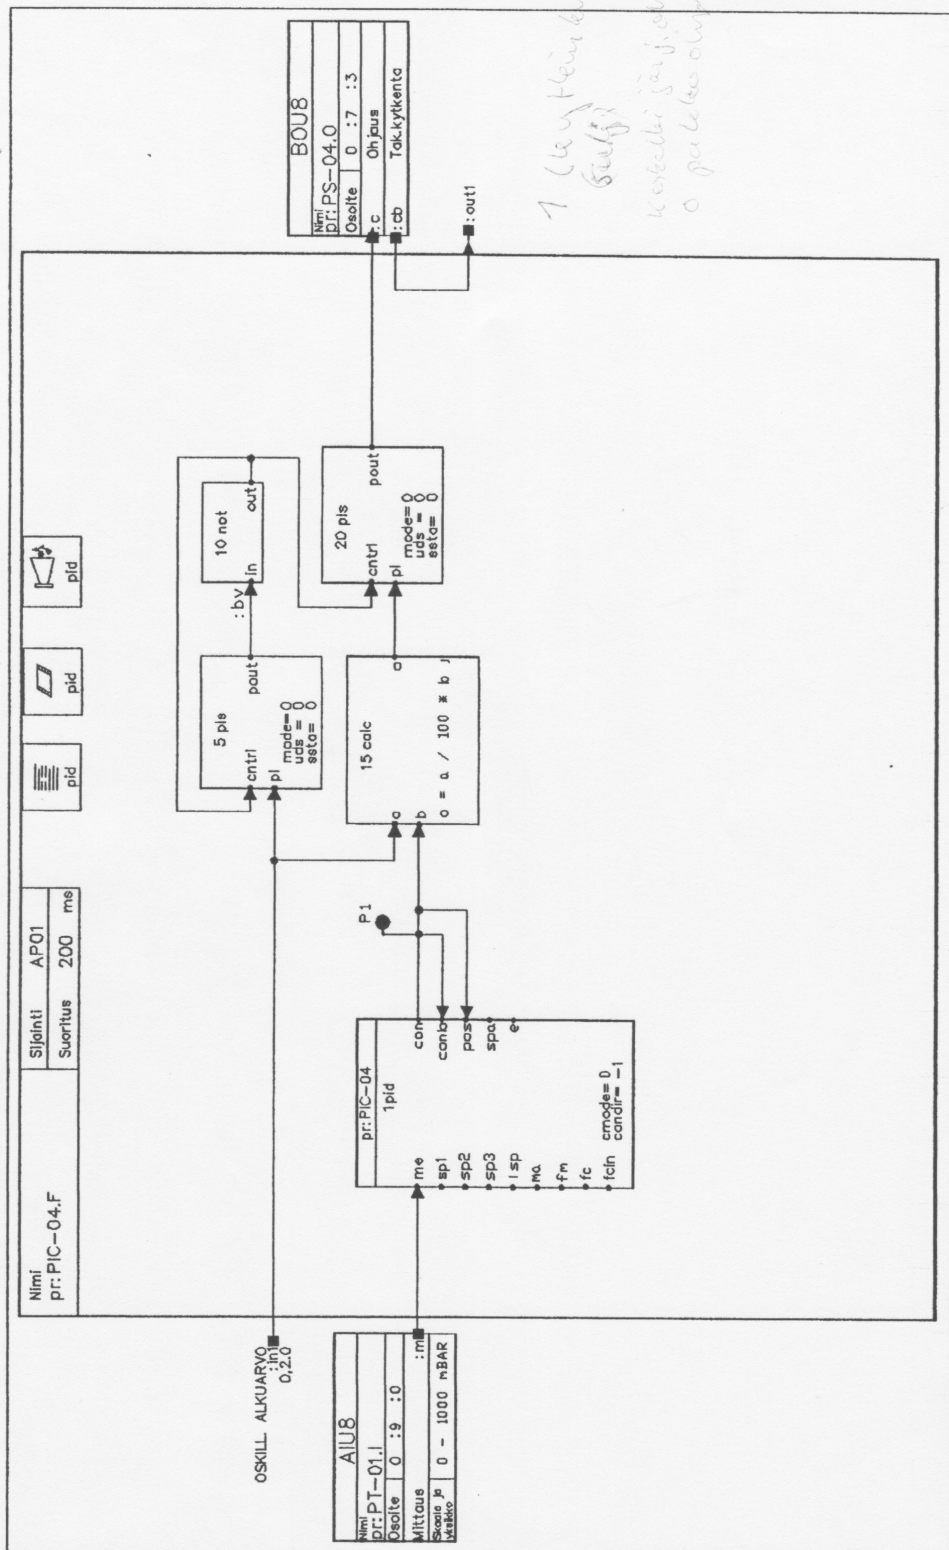 Nimi
pr: PIC-04.F
Sijainti AP01
Suoritus 200 ms
pid
pid
pid
OSKILL. ALKUARVO
:in1
0,2.0
AIU8
Nimi
pr: PT-01.I
Osoite 0 :9 :0
Mittaus :m
Skaala ja yksikkö 0 - 1000 mBAR
pr: PIC-04
1 pid
me
sp1
sp2
sp3
lsp
ma
fm
fc
fcin
con
conb
pos
spa
e
cmode= 0
condir= -1
P1
5 pls
cntrl
pl
pout
mode= 0
uds = 0
ssta= 0
:bv
10 not
in
out
15 calc
a
b
o
o = a / 100 * b ;
20 pls
cntrl
pl
pout
mode= 0
uds = 0
ssta= 0
BOU8
Nimi
pr: PS-04.O
Osoite 0 :7 :3
:c Ohjaus
:cb Tak.kytkenta
:out1
1
0